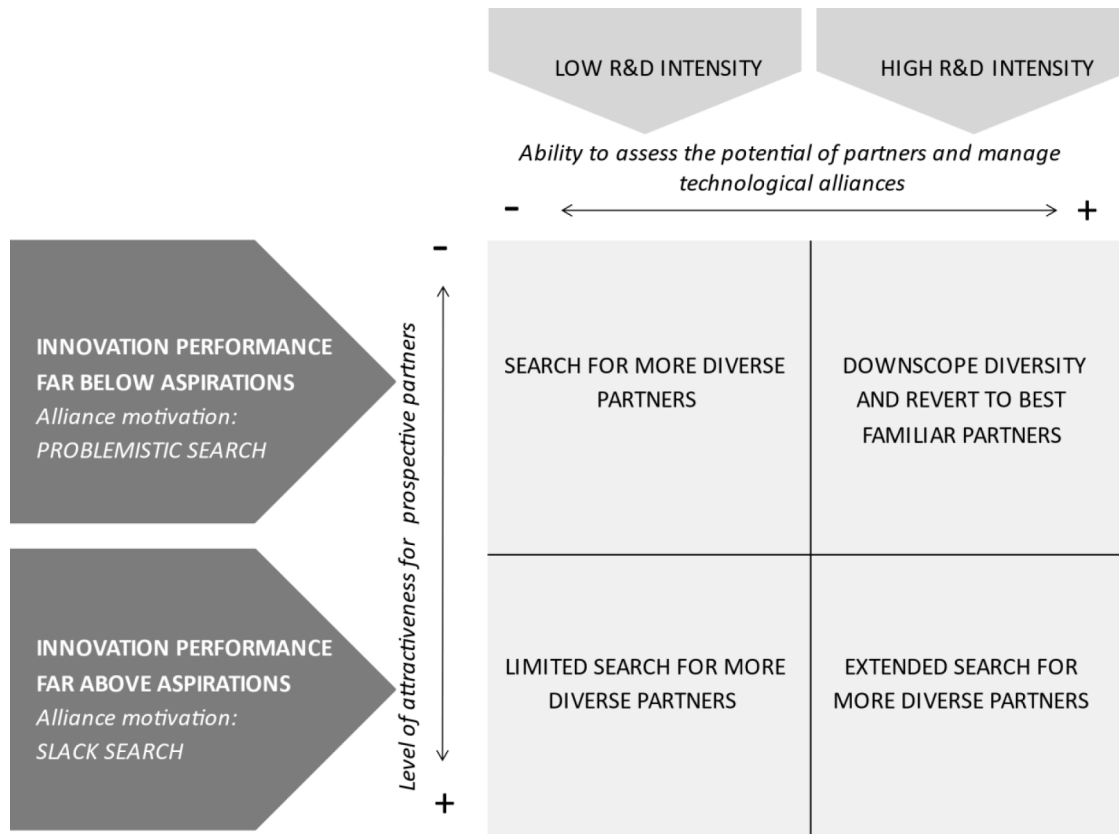 LOW R&D INTENSITY
HIGH R&D INTENSITY
Ability to assess the potential of partners and manage
technological alliances
-
+
-
INNOVATION PERFORMANCE
FAR BELOW ASPIRATIONS
Alliance motivation:
PROBLEMISTIC SEARCH
Level of attractiveness for prospective partners
SEARCH FOR MORE DIVERSE
PARTNERS
DOWNSCOPE DIVERSITY
AND REVERT TO BEST
FAMILIAR PARTNERS
INNOVATION PERFORMANCE
FAR ABOVE ASPIRATIONS
Alliance motivation:
SLACK SEARCH
LIMITED SEARCH FOR MORE
DIVERSE PARTNERS
EXTENDED SEARCH FOR
MORE DIVERSE PARTNERS
+